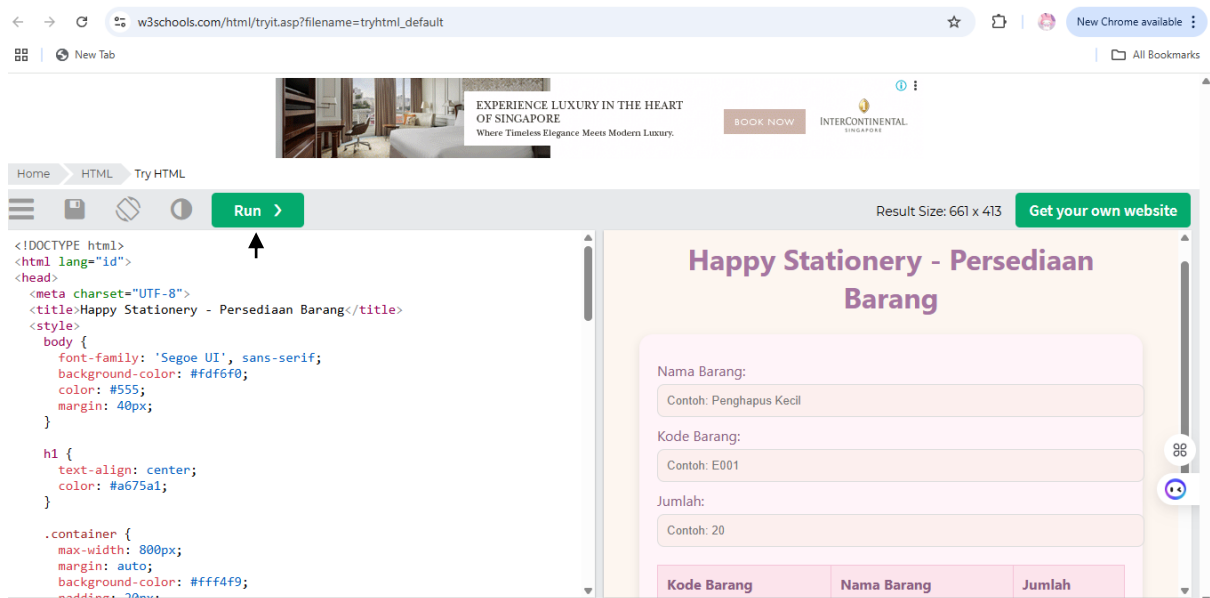 w3schools.com/html/tryit.asp?filename=tryhtml_default
New Chrome available
New Tab
All Bookmarks
EXPERIENCE LUXURY IN THE HEART
OF SINGAPORE
Where Timeless Elegance Meets Modern Luxury.
BOOK NOW
INTERCONTINENTAL.
SINGAPORE
Home HTML Try HTML
Run ❯
Result Size: 661 x 413
Get your own website
<!DOCTYPE html>
<html lang="id">
<head>
  <meta charset="UTF-8">
  <title>Happy Stationery - Persediaan Barang</title>
  <style>
    body {
      font-family: 'Segoe UI', sans-serif;
      background-color: #fdf6f0;
      color: #555;
      margin: 40px;
    }
    h1 {
      text-align: center;
      color: #a675a1;
    }
    .container {
      max-width: 800px;
      margin: auto;
      background-color: #fff4f9;
      padding: 20px;
Happy Stationery - Persediaan
Barang
Nama Barang:
Contoh: Penghapus Kecil
Kode Barang:
Contoh: E001
Jumlah:
Contoh: 20
Kode Barang Nama Barang Jumlah